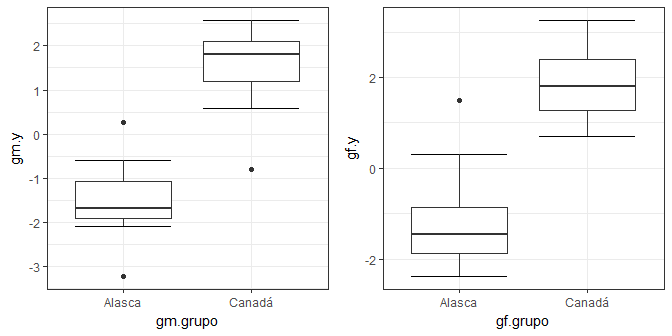 2
1
0
-1
-2
-3
gm.y
Alasca Canadá
gm.grupo
2
0
-2
gf.y
Alasca Canadá
gf.grupo